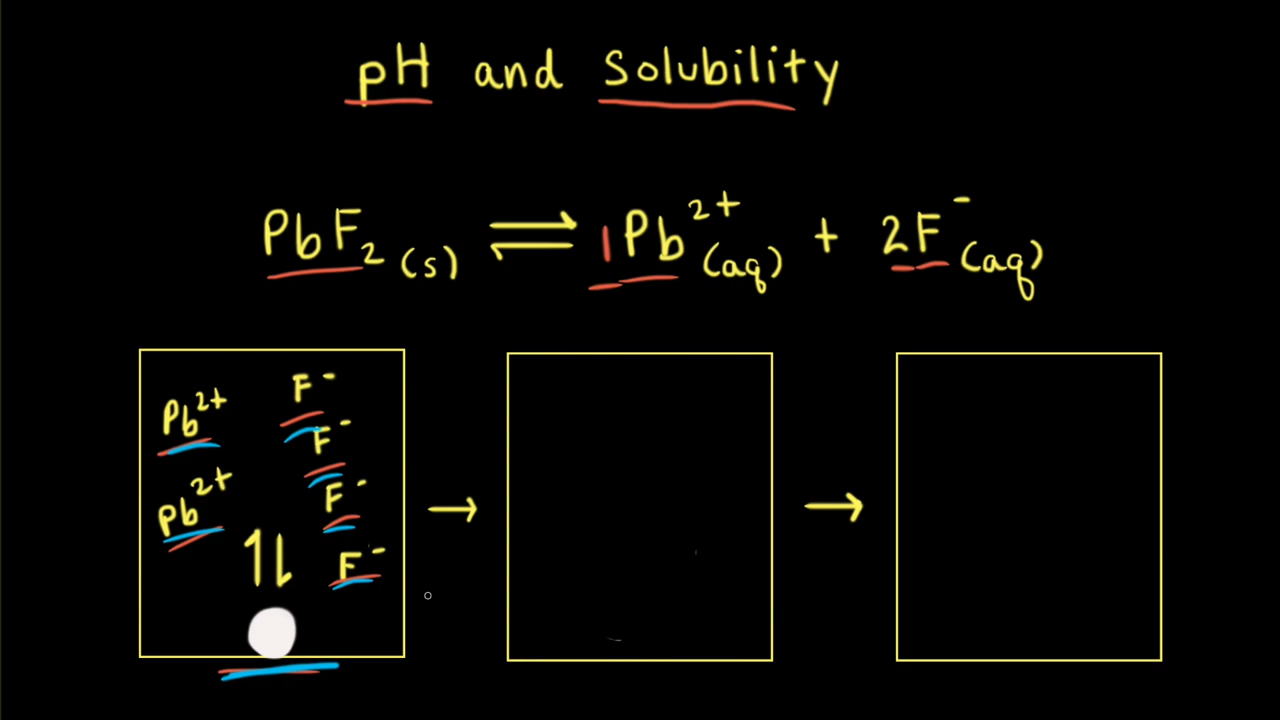 pH and Solubility
PbF₂(s) ⇌ 1Pb²⁺(aq) + 2F⁻(aq)
Pb²⁺ F⁻
F⁻
Pb²⁺ F⁻
F⁻